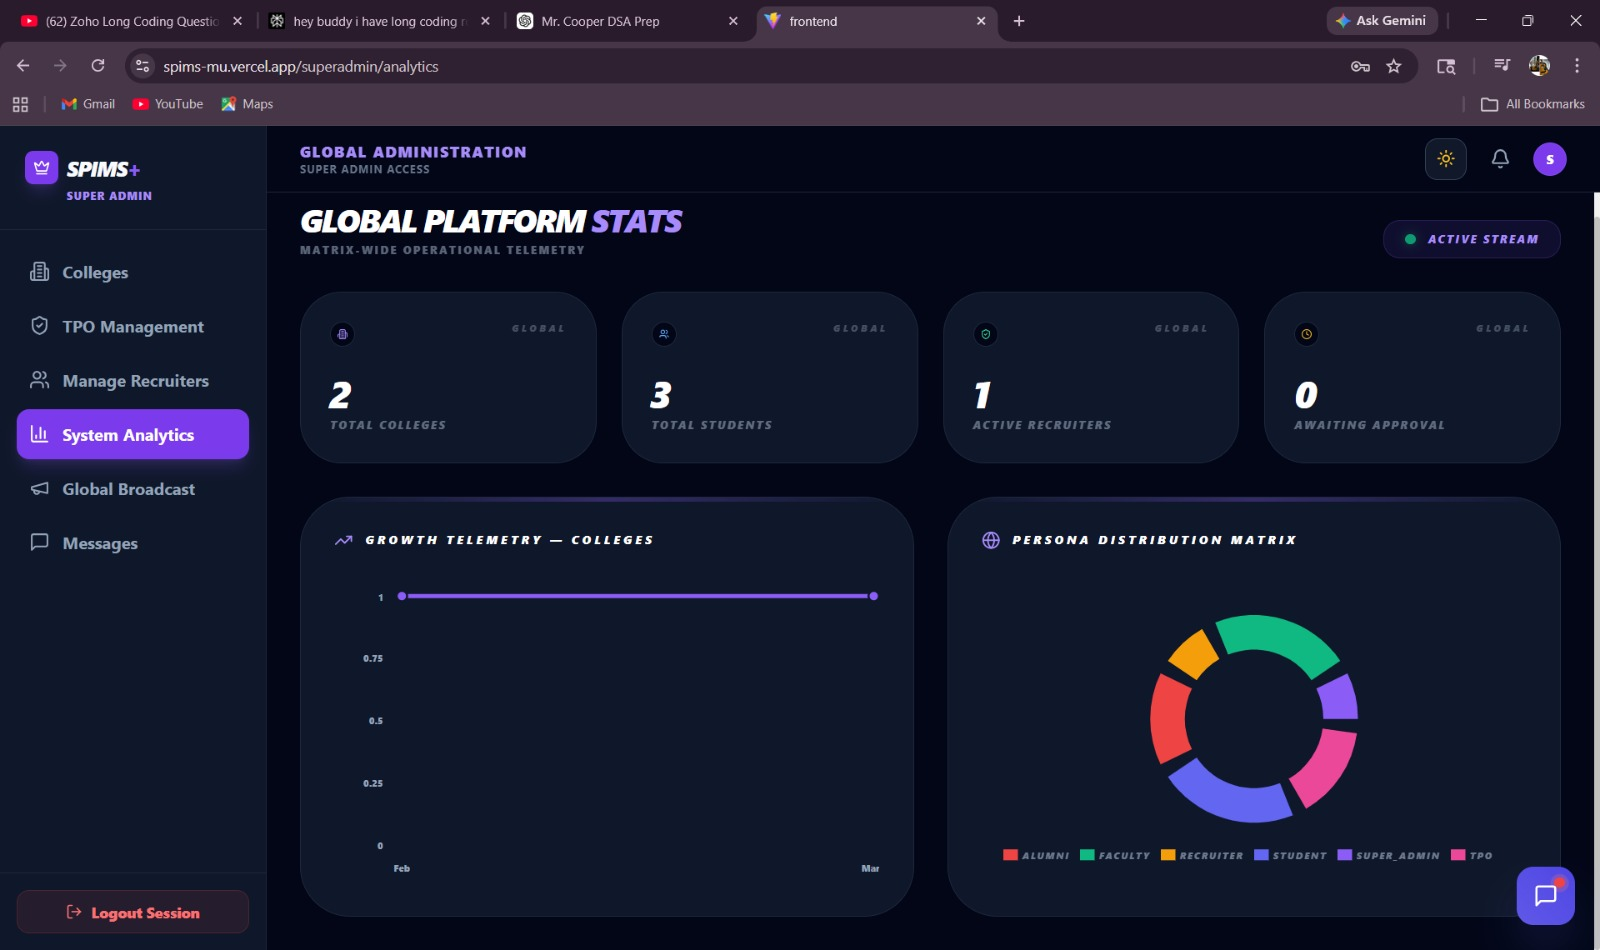 (62) Zoho Long Coding Questio
hey buddy i have long coding r
Mr. Cooper DSA Prep
frontend
Ask Gemini
spims-mu.vercel.app/superadmin/analytics
Gmail
YouTube
Maps
All Bookmarks
SPIMS+
SUPER ADMIN
Colleges
TPO Management
Manage Recruiters
System Analytics
Global Broadcast
Messages
Logout Session
GLOBAL ADMINISTRATION
SUPER ADMIN ACCESS
S
GLOBAL PLATFORM STATS
MATRIX-WIDE OPERATIONAL TELEMETRY
ACTIVE STREAM
GLOBAL
2
TOTAL COLLEGES
GLOBAL
3
TOTAL STUDENTS
GLOBAL
1
ACTIVE RECRUITERS
GLOBAL
0
AWAITING APPROVAL
GROWTH TELEMETRY — COLLEGES
1
0.75
0.5
0.25
0
Feb
Mar
PERSONA DISTRIBUTION MATRIX
ALUMNI FACULTY RECRUITER STUDENT SUPER_ADMIN TPO